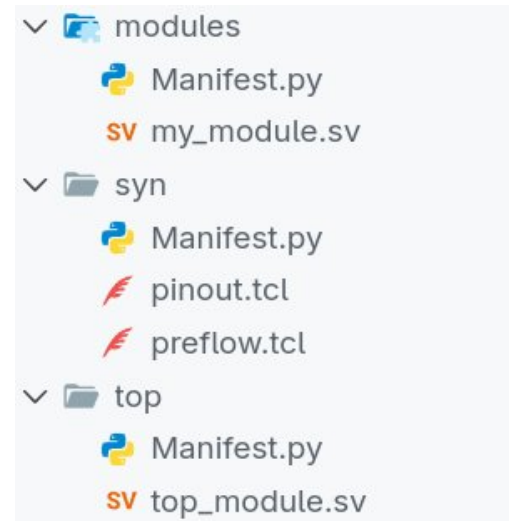 modules
Manifest.py
SV my_module.sv
syn
Manifest.py
pinout.tcl
preflow.tcl
top
Manifest.py
SV top_module.sv